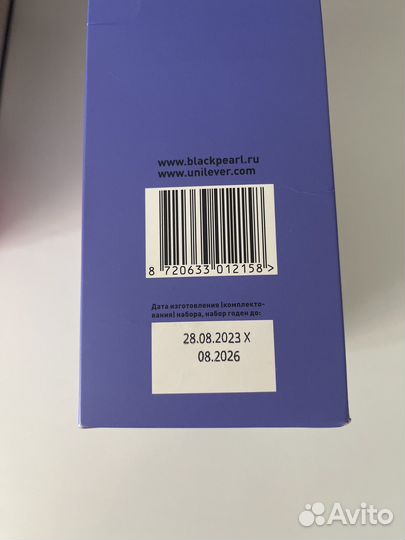 www.blackpearl.ru
www.unilever.com
8 720633 012158 >
Дата изготовления (комплекто-
вания) набора, набор годен до:
28.08.2023 X
08.2026
Avito